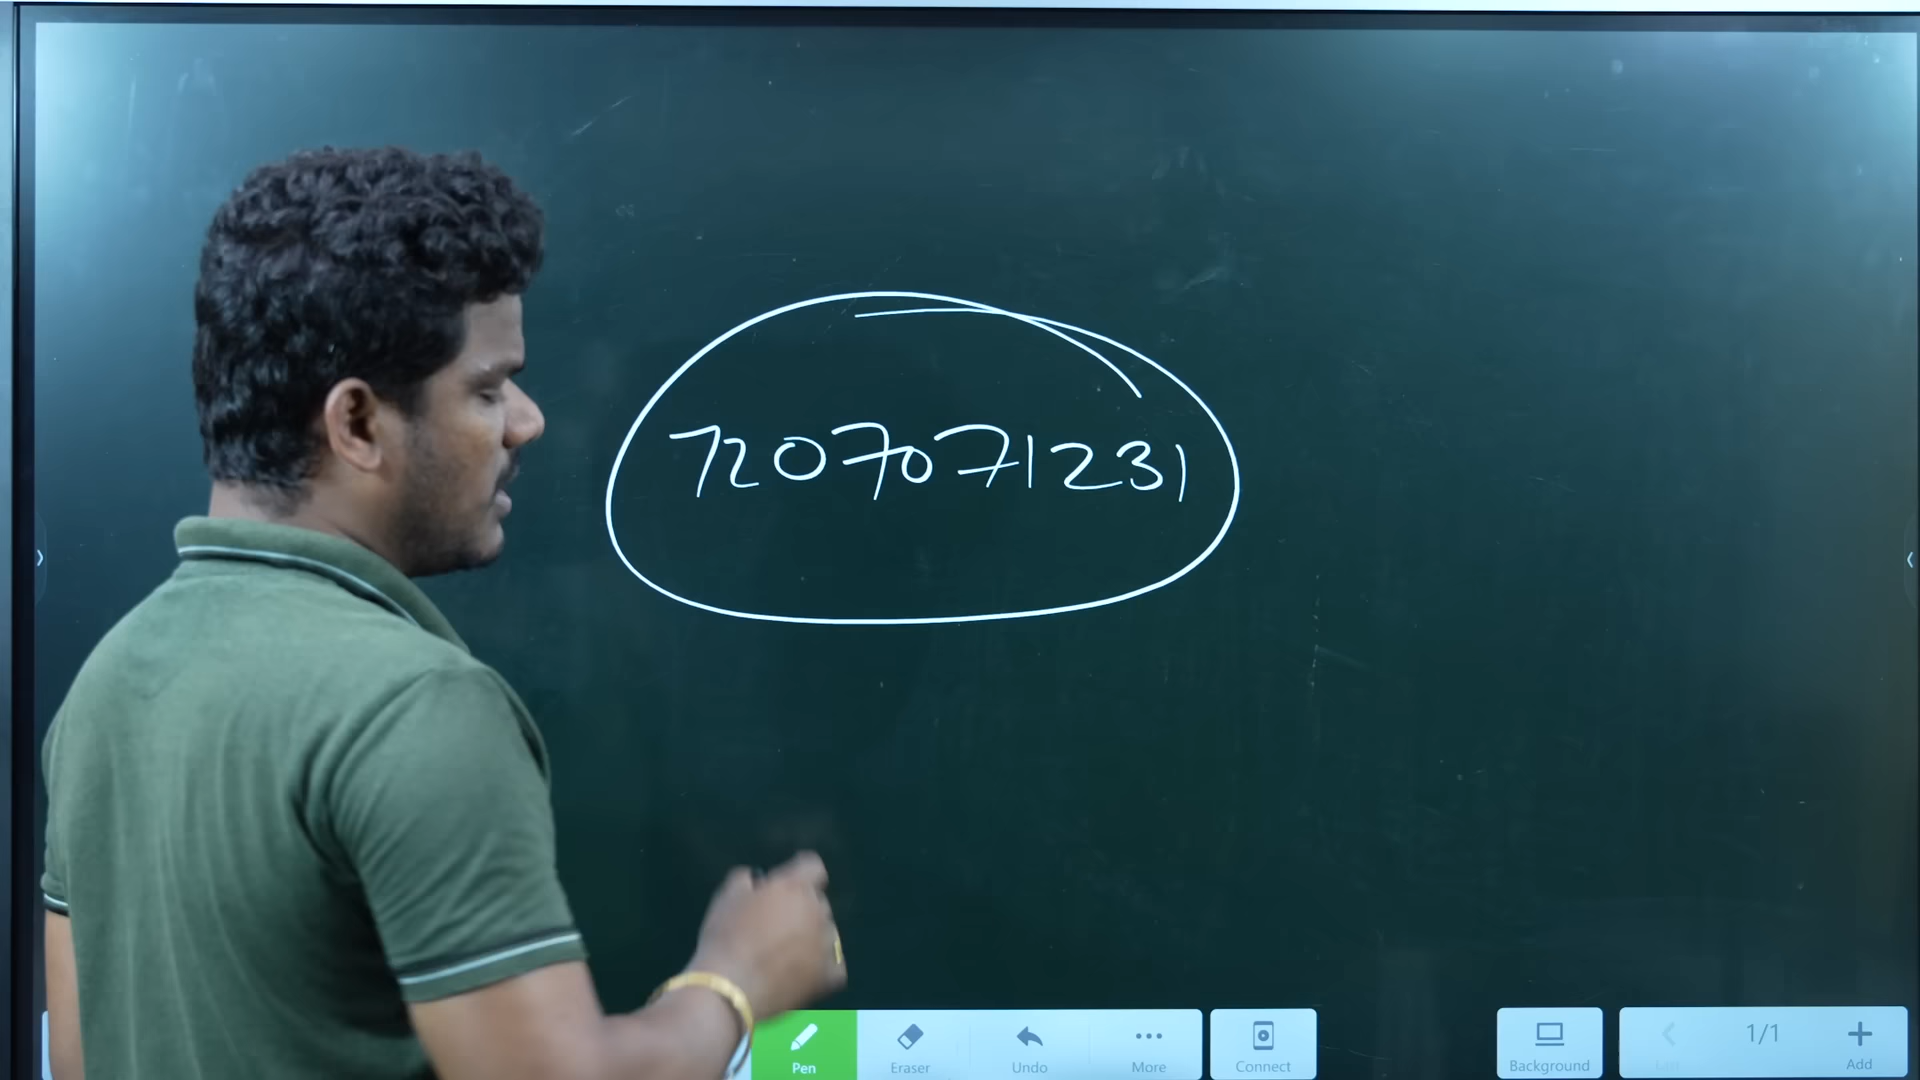 7207071231
Pen
Eraser
Undo
More
Connect
Background
1/1
Add